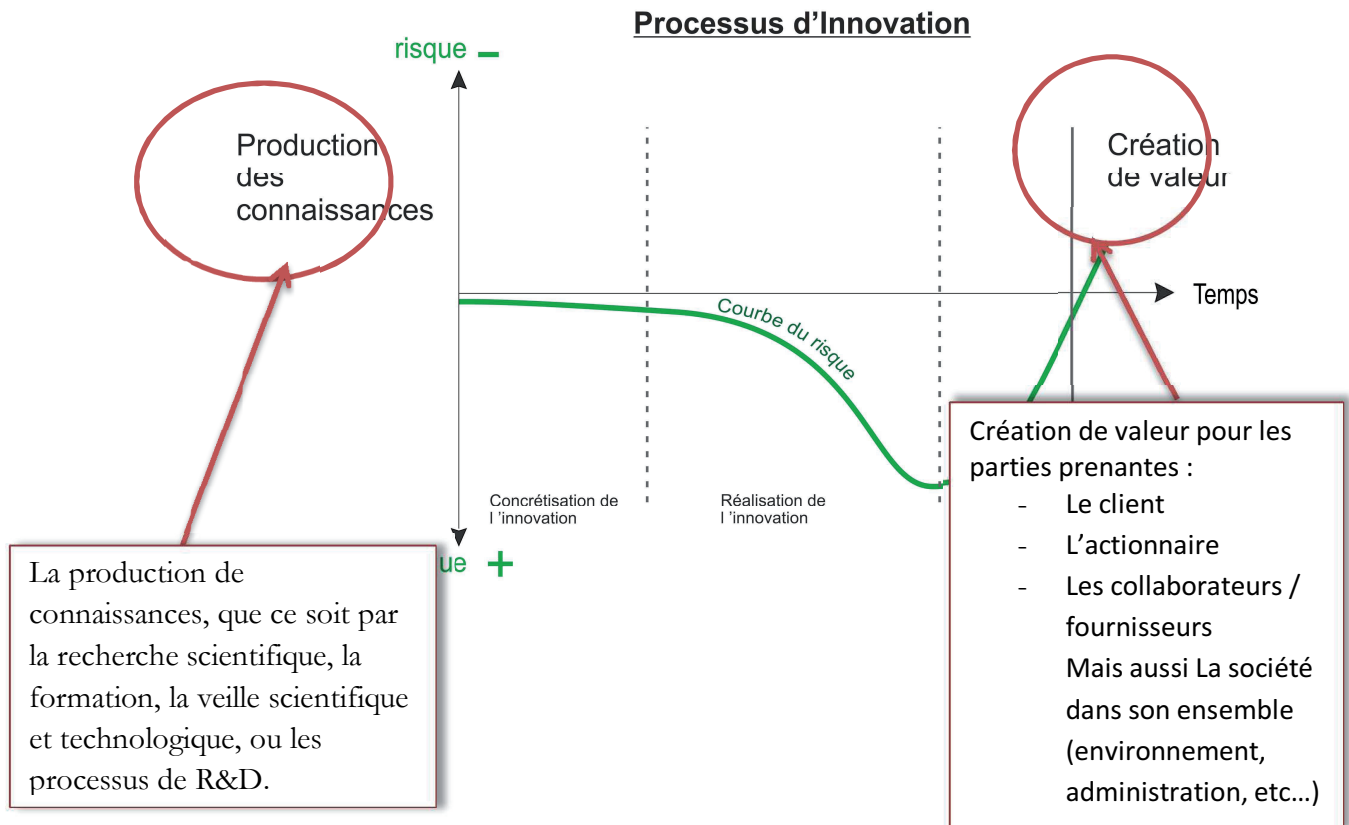 Processus d’Innovation
risque –
Production
des
connaissances
Création
de valeur
Temps
Courbe du risque
Concrétisation de
l ’innovation
Réalisation de
l ’innovation
ue +
La production de
connaissances, que ce soit par
la recherche scientifique, la
formation, la veille scientifique
et technologique, ou les
processus de R&D.
Création de valeur pour les
parties prenantes :
- Le client
- L’actionnaire
- Les collaborateurs /
fournisseurs
Mais aussi La société
dans son ensemble
(environnement,
administration, etc…)